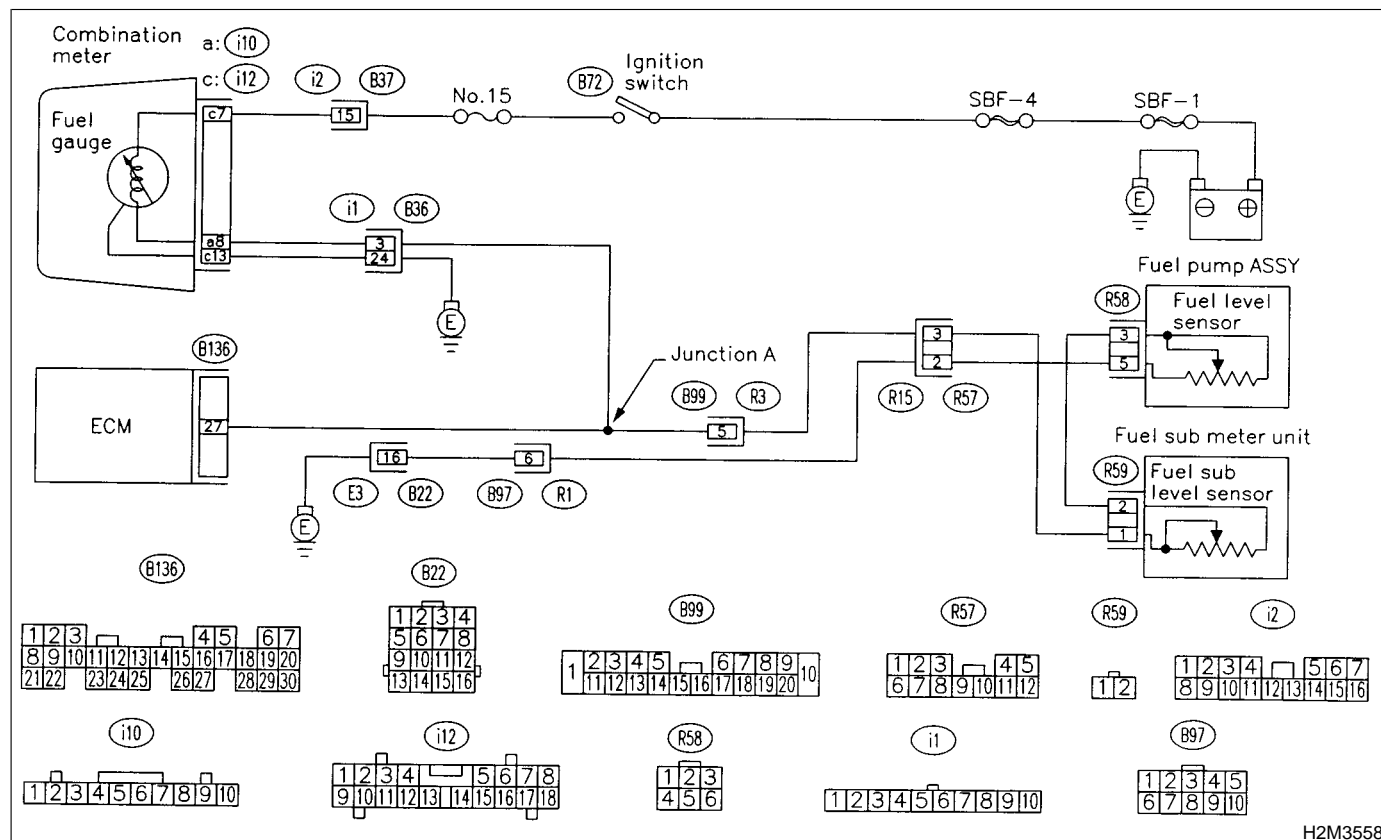 Combination meter
a: i10
c: i12
i2
B37
No.15
B72
Ignition switch
SBF-4
SBF-1
Fuel gauge
c7
15
E
a8
c13
i1
B36
3
24
E
Fuel pump ASSY
R58
Fuel level sensor
3
5
B136
ECM
27
Junction A
B99
R3
5
3
2
R15
R57
Fuel sub meter unit
R59
Fuel sub level sensor
2
1
16
6
E3
B22
B97
R1
E
B136
1 2 3 4 5 6 7
8 9 10 11 12 13 14 15 16 17 18 19 20
21 22 23 24 25 26 27 28 29 30
B22
1 2 3 4
5 6 7 8
9 10 11 12
13 14 15 16
B99
1 2 3 4 5 6 7 8 9 10
11 12 13 14 15 16 17 18 19 20
R57
1 2 3 4 5
6 7 8 9 10 11 12
R59
1 2
i2
1 2 3 4 5 6 7
8 9 10 11 12 13 14 15 16
i10
1 2 3 4 5 6 7 8 9 10
i12
1 2 3 4 5 6 7 8
9 10 11 12 13 14 15 16 17 18
R58
1 2 3
4 5 6
i1
1 2 3 4 5 6 7 8 9 10
B97
1 2 3 4 5
6 7 8 9 10
H2M3558